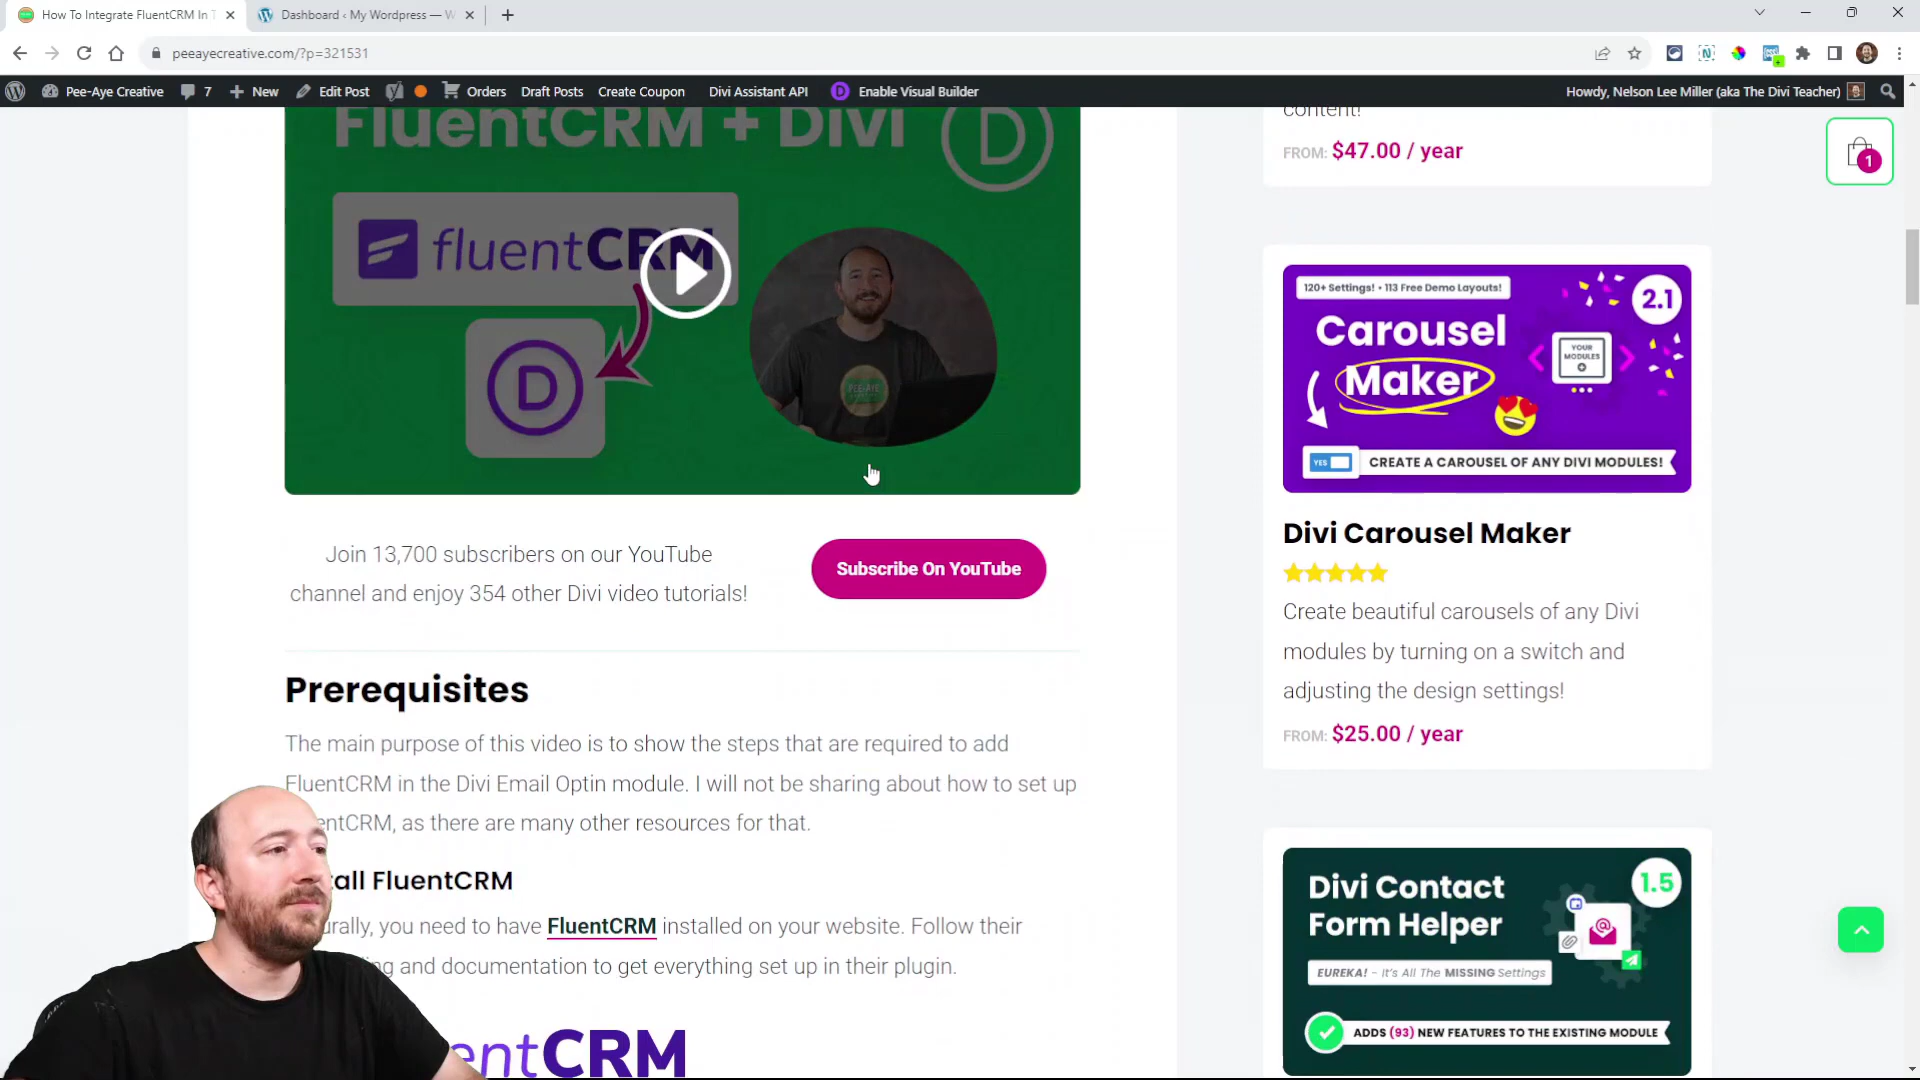 How To Integrate FluentCRM In T
Dashboard ‹ My Wordpress — W
peeayecreative.com/?p=321531
Pee-Aye Creative
7
New
Edit Post
Orders
Draft Posts
Create Coupon
Divi Assistant API
D
Enable Visual Builder
Howdy, Nelson Lee Miller (aka The Divi Teacher)
FluentCRM + Divi
D
fluentCRM
D
PEE-AYE
Join 13,700 subscribers on our YouTube
channel and enjoy 354 other Divi video tutorials!
Subscribe On YouTube
Prerequisites
The main purpose of this video is to show the steps that are required to add
FluentCRM in the Divi Email Optin module. I will not be sharing about how to set up
entCRM, as there are many other resources for that.
tall FluentCRM
urally, you need to have FluentCRM installed on your website. Follow their
ng and documentation to get everything set up in their plugin.
entCRM
content!
FROM: $47.00 / year
1
120+ Settings! • 113 Free Demo Layouts!
2.1
Carousel
Maker
YOUR
MODULES
YES
CREATE A CAROUSEL OF ANY DIVI MODULES!
Divi Carousel Maker
Create beautiful carousels of any Divi
modules by turning on a switch and
adjusting the design settings!
FROM: $25.00 / year
Divi Contact
Form Helper
1.5
EUREKA! - It's All The MISSING Settings
ADDS (93) NEW FEATURES TO THE EXISTING MODULE